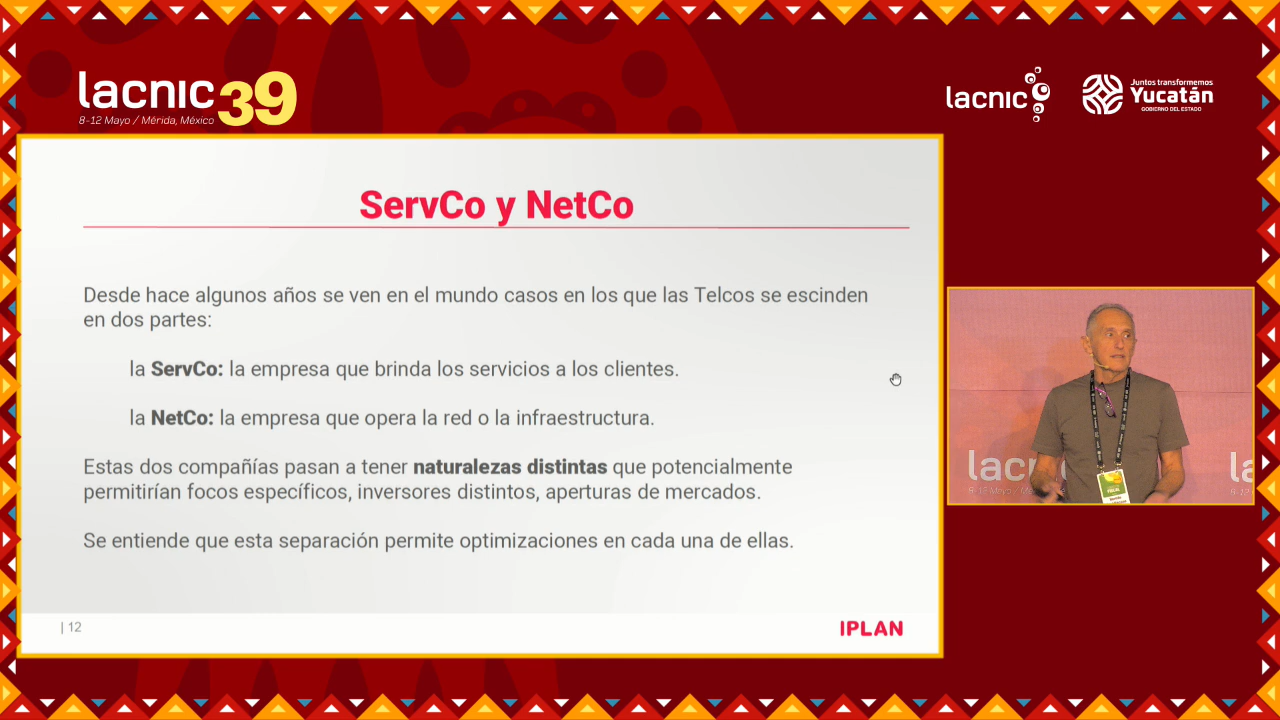 lacnic 39
8-12 Mayo / Mérida, México
lacnic
Juntos transformemos
Yucatán
GOBIERNO DEL ESTADO
ServCo y NetCo
Desde hace algunos años se ven en el mundo casos en los que las Telcos se escinden
en dos partes:
la ServCo: la empresa que brinda los servicios a los clientes.
la NetCo: la empresa que opera la red o la infraestructura.
Estas dos compañías pasan a tener naturalezas distintas que potencialmente
permitirían focos específicos, inversores distintos, aperturas de mercados.
Se entiende que esta separación permite optimizaciones en cada una de ellas.
| 12
IPLAN